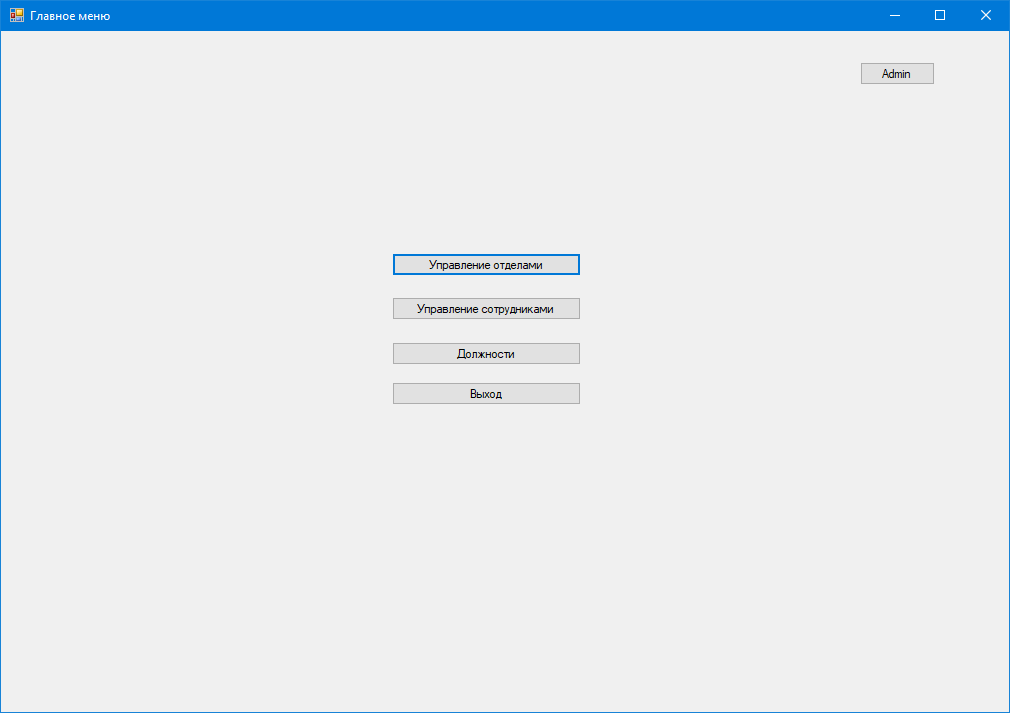 Главное меню
Admin
Управление отделами
Управление сотрудниками
Должности
Выход